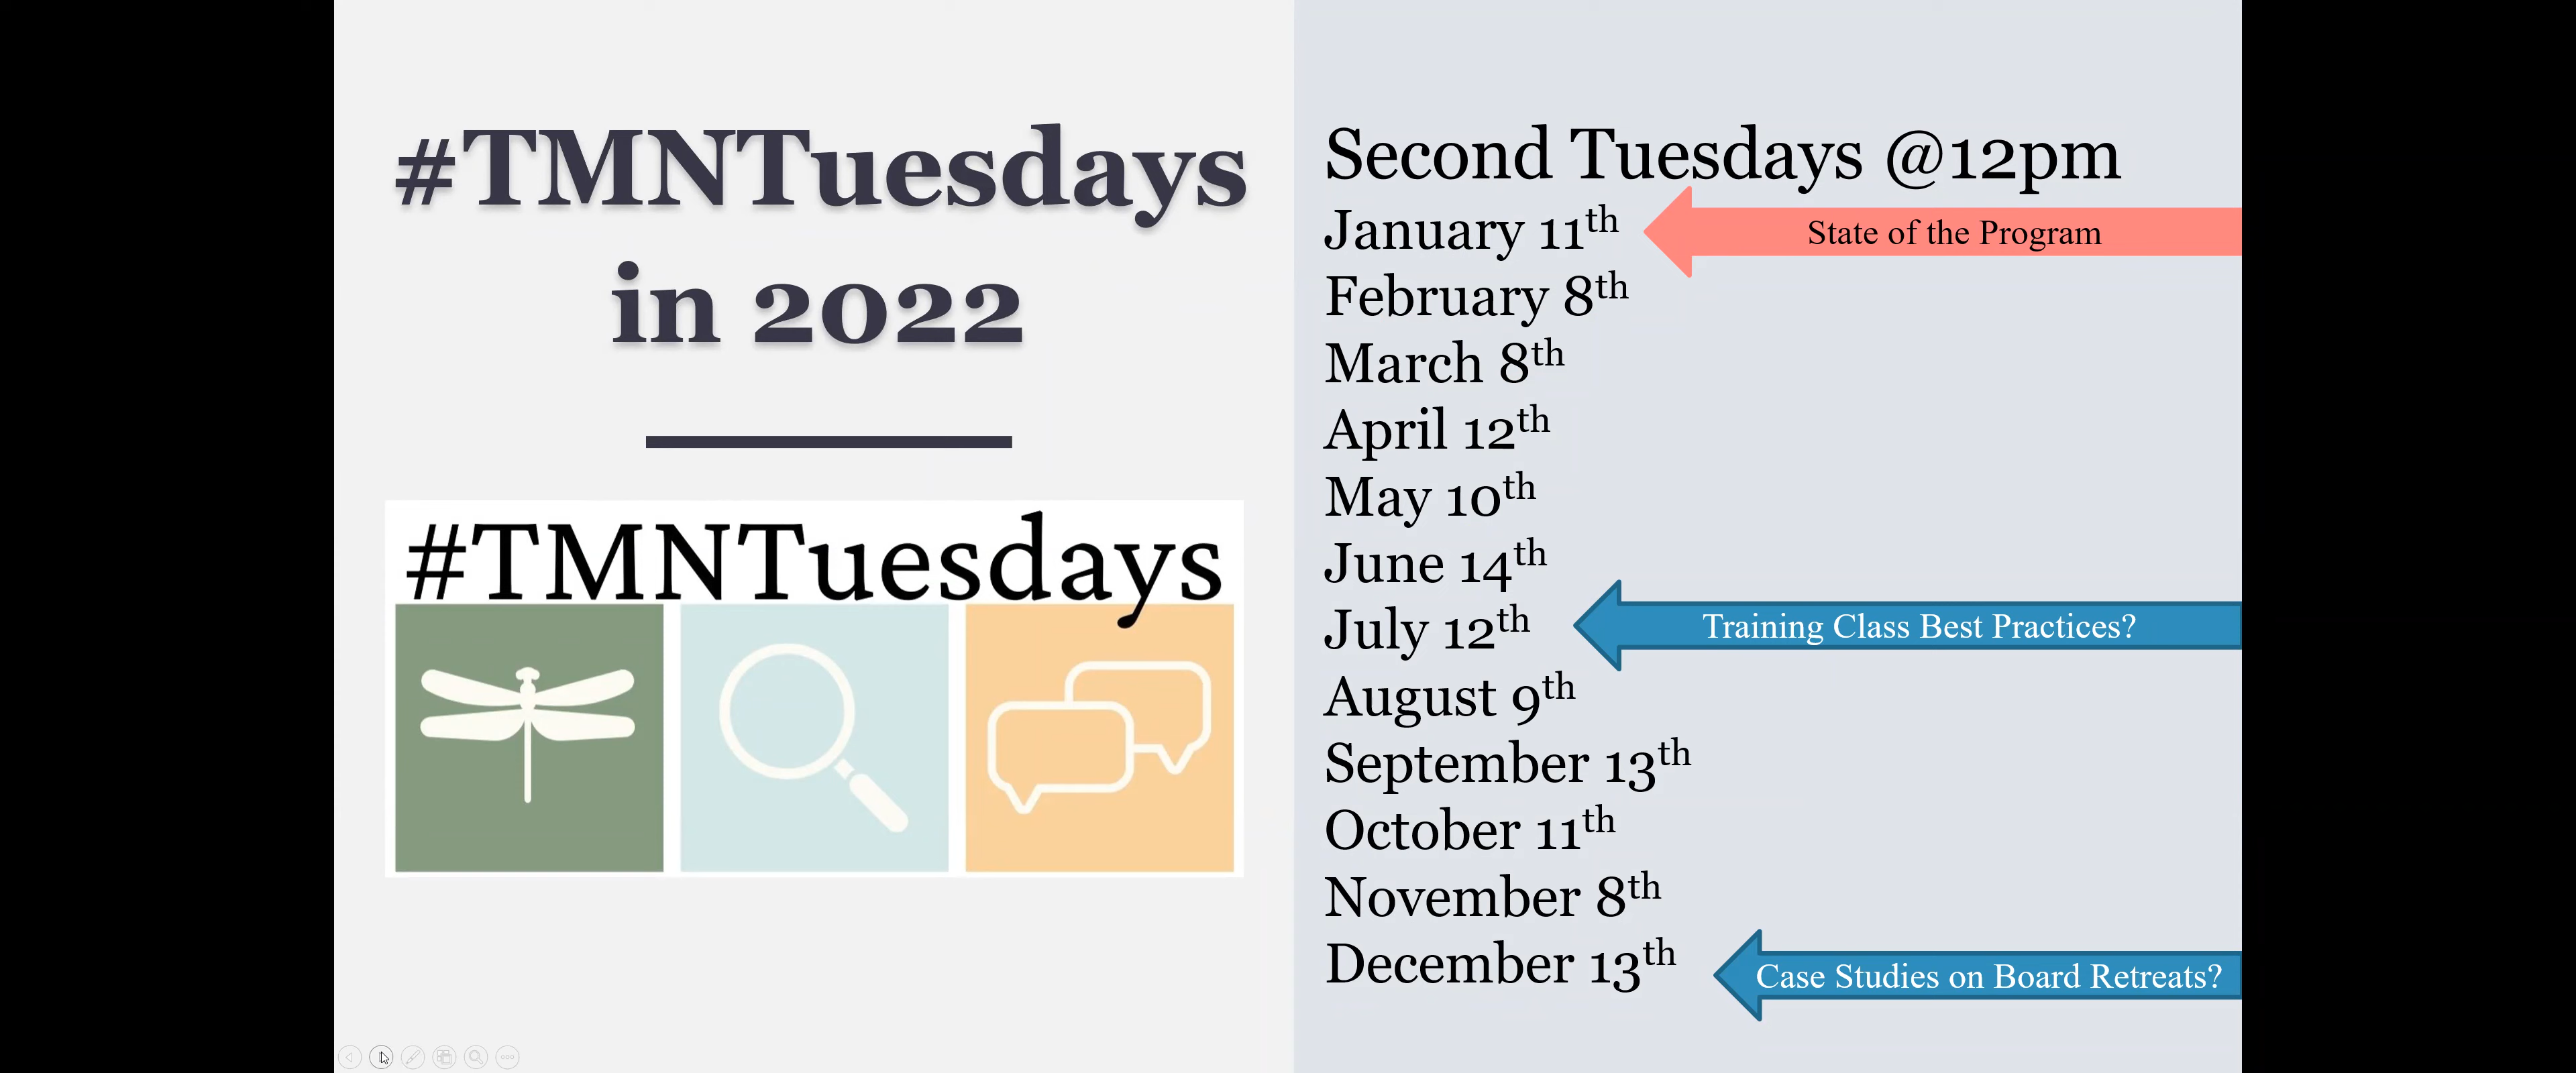 #TMNTuesdays
in 2022
#TMNTuesdays
Second Tuesdays @12pm
January 11th
State of the Program
February 8th
March 8th
April 12th
May 10th
June 14th
July 12th
Training Class Best Practices?
August 9th
September 13th
October 11th
November 8th
December 13th
Case Studies on Board Retreats?